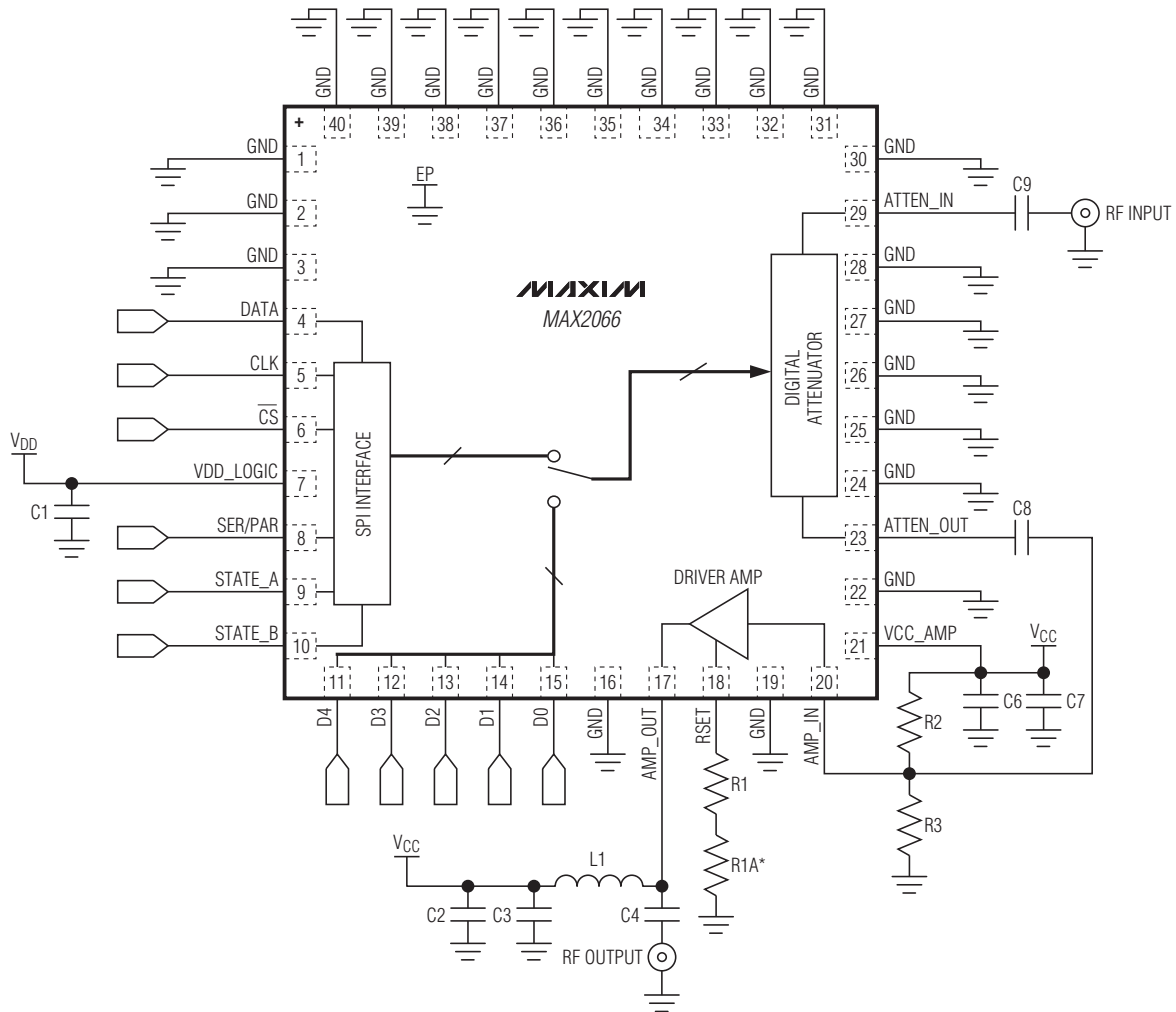 GND GND GND GND GND GND GND GND GND GND
+ 40 39 38 37 36 35 34 33 32 31
GND 1
GND 2
GND 3
DATA 4
CLK 5
CS 6
VDD
VDD_LOGIC 7
C1
SER/PAR 8
STATE_A 9
STATE_B 10
EP
MAXIM
MAX2066
SPI INTERFACE
DIGITAL
ATTENUATOR
DRIVER AMP
30 GND
29 ATTEN_IN
C9
RF INPUT
28 GND
27 GND
26 GND
25 GND
24 GND
23 ATTEN_OUT
C8
22 GND
21 VCC_AMP
VCC
11 12 13 14 15 16 17 18 19 20
D4 D3 D2 D1 D0 GND AMP_OUT RSET GND AMP_IN
R2
C6
C7
R1
R3
R1A*
VCC
L1
C2
C3
C4
RF OUTPUT